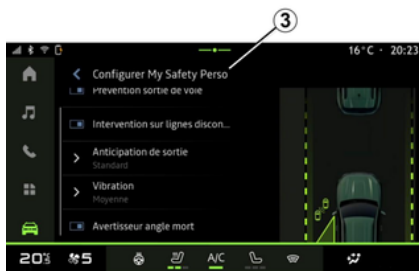 3
16°C · 20:23
Configurer My Safety Perso
Prévention sortie de voie
Intervention sur lignes discon...
Anticipation de sortie
Standard
Vibration
Moyenne
Avertisseur angle mort
20 5 A/C